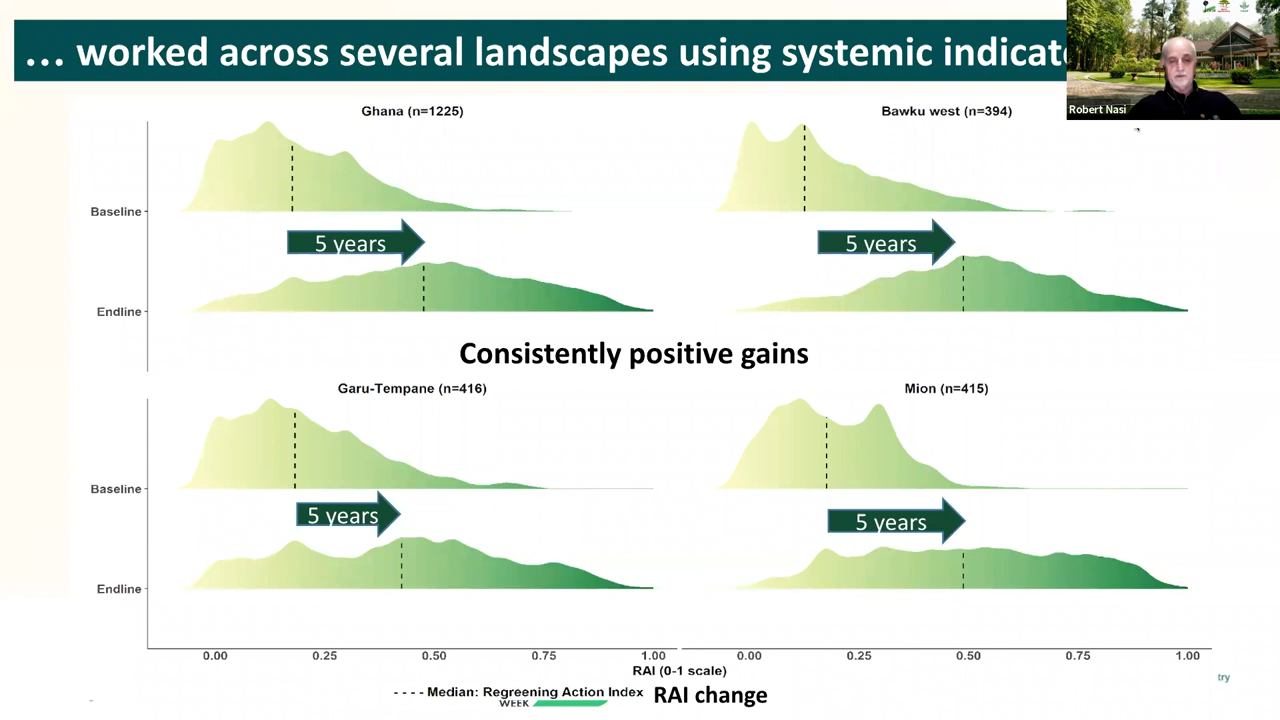 ... worked across several landscapes using systemic indicat
Robert Nasi
Ghana (n=1225)
Bawku west (n=394)
Baseline
5 years
5 years
Endline
Consistently positive gains
Garu-Tempane (n=416)
Mion (n=415)
Baseline
5 years
5 years
Endline
0.00 0.25 0.50 0.75 1.00 0.00 0.25 0.50 0.75 1.00
RAI (0-1 scale)
try
Median: Regreening Action Index RAI change
WEEK